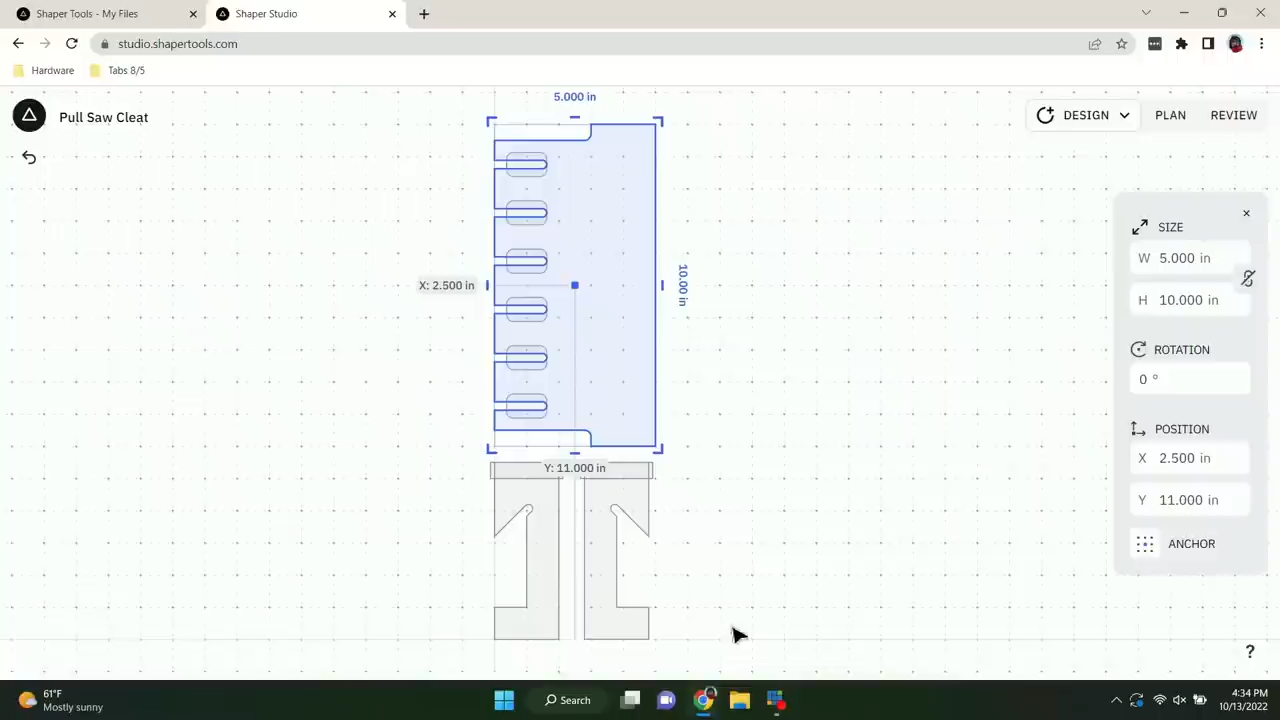 Shaper Tools - My Files
Shaper Studio
studio.shapertools.com
Hardware
Tabs 8/5
Pull Saw Cleat
DESIGN
PLAN
REVIEW
5.000 in
X: 2.500 in
10.00 in
Y: 11.000 in
SIZE
W 5.000 in
H 10.000 in
ROTATION
0 °
POSITION
X 2.500 in
Y 11.000 in
ANCHOR
?
61°F
Mostly sunny
Search
4:34 PM
10/13/2022